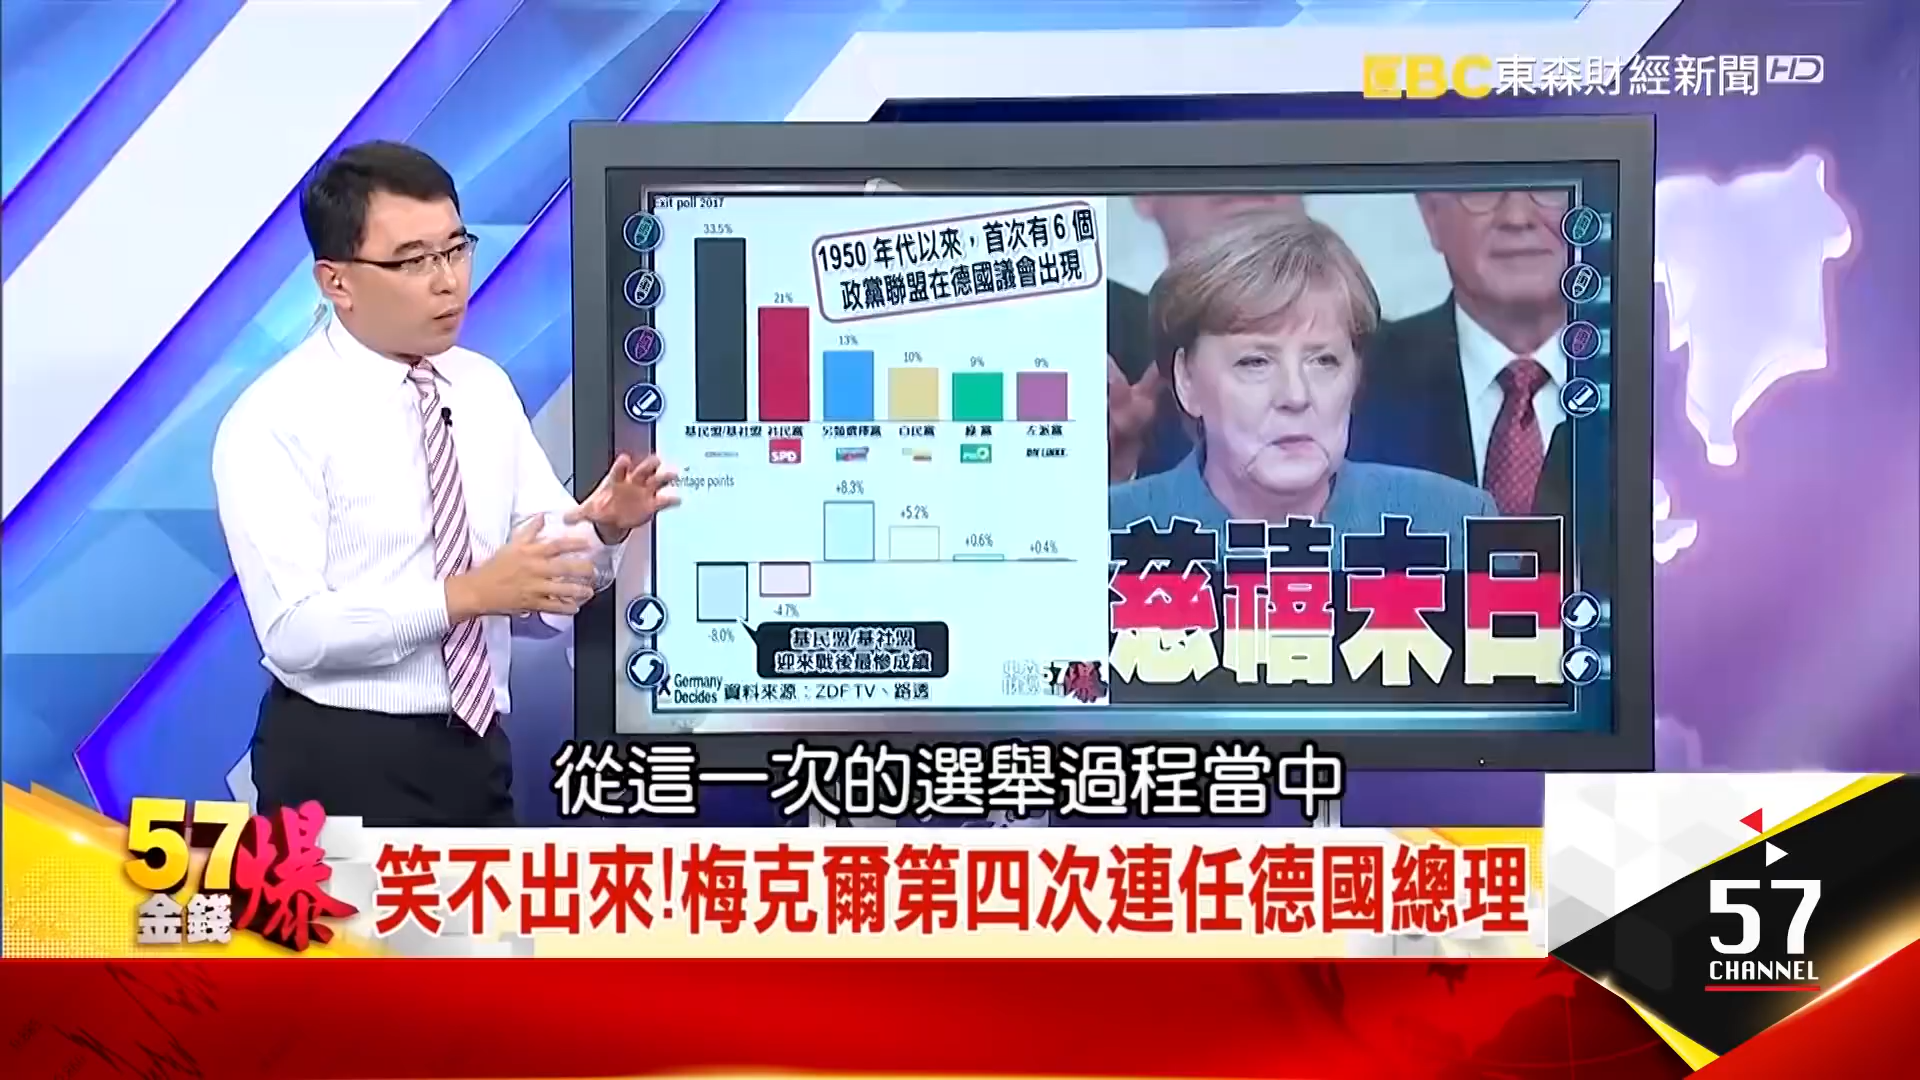 EBC東森財經新聞HD
Exit poll 2017
33.5%
21%
13%
10%
9%
9%
1950 年代以來，首次有 6 個
政黨聯盟在德國議會出現
基民盟/基社盟 社民黨 另類選擇黨 自民黨 綠黨 左派黨
SPD
DIE LINKE.
centage points
+8.3%
+5.2%
+0.6%
+0.4%
-4.7%
-8.0%
基民盟/基社盟
迎來戰後最慘成績
Germany
Decides
資料來源：ZDF TV、路透
慈禧末日
從這一次的選舉過程當中
57
金錢爆
笑不出來!梅克爾第四次連任德國總理
57
CHANNEL